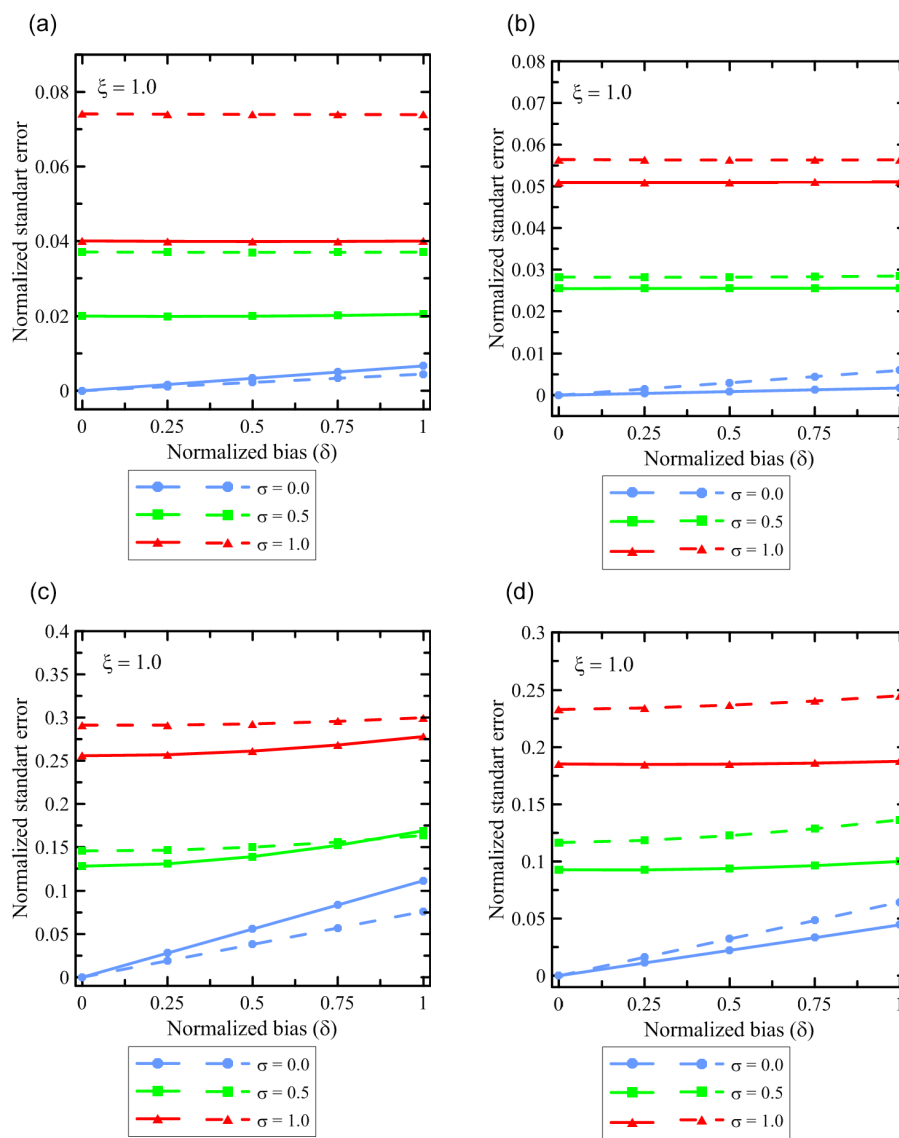 (a)
ξ = 1.0
Normalized standart error
0.08
0.06
0.04
0.02
0
0 0.25 0.5 0.75 1
Normalized bias (δ)
σ = 0.0
σ = 0.5
σ = 1.0
(b)
ξ = 1.0
Normalized standart error
0.08
0.07
0.06
0.05
0.04
0.03
0.02
0.01
0
0 0.25 0.5 0.75 1
Normalized bias (δ)
σ = 0.0
σ = 0.5
σ = 1.0
(c)
ξ = 1.0
Normalized standart error
0.4
0.35
0.3
0.25
0.2
0.15
0.1
0.05
0
0 0.25 0.5 0.75 1
Normalized bias (δ)
σ = 0.0
σ = 0.5
σ = 1.0
(d)
ξ = 1.0
Normalized standart error
0.3
0.25
0.2
0.15
0.1
0.05
0
0 0.25 0.5 0.75 1
Normalized bias (δ)
σ = 0.0
σ = 0.5
σ = 1.0